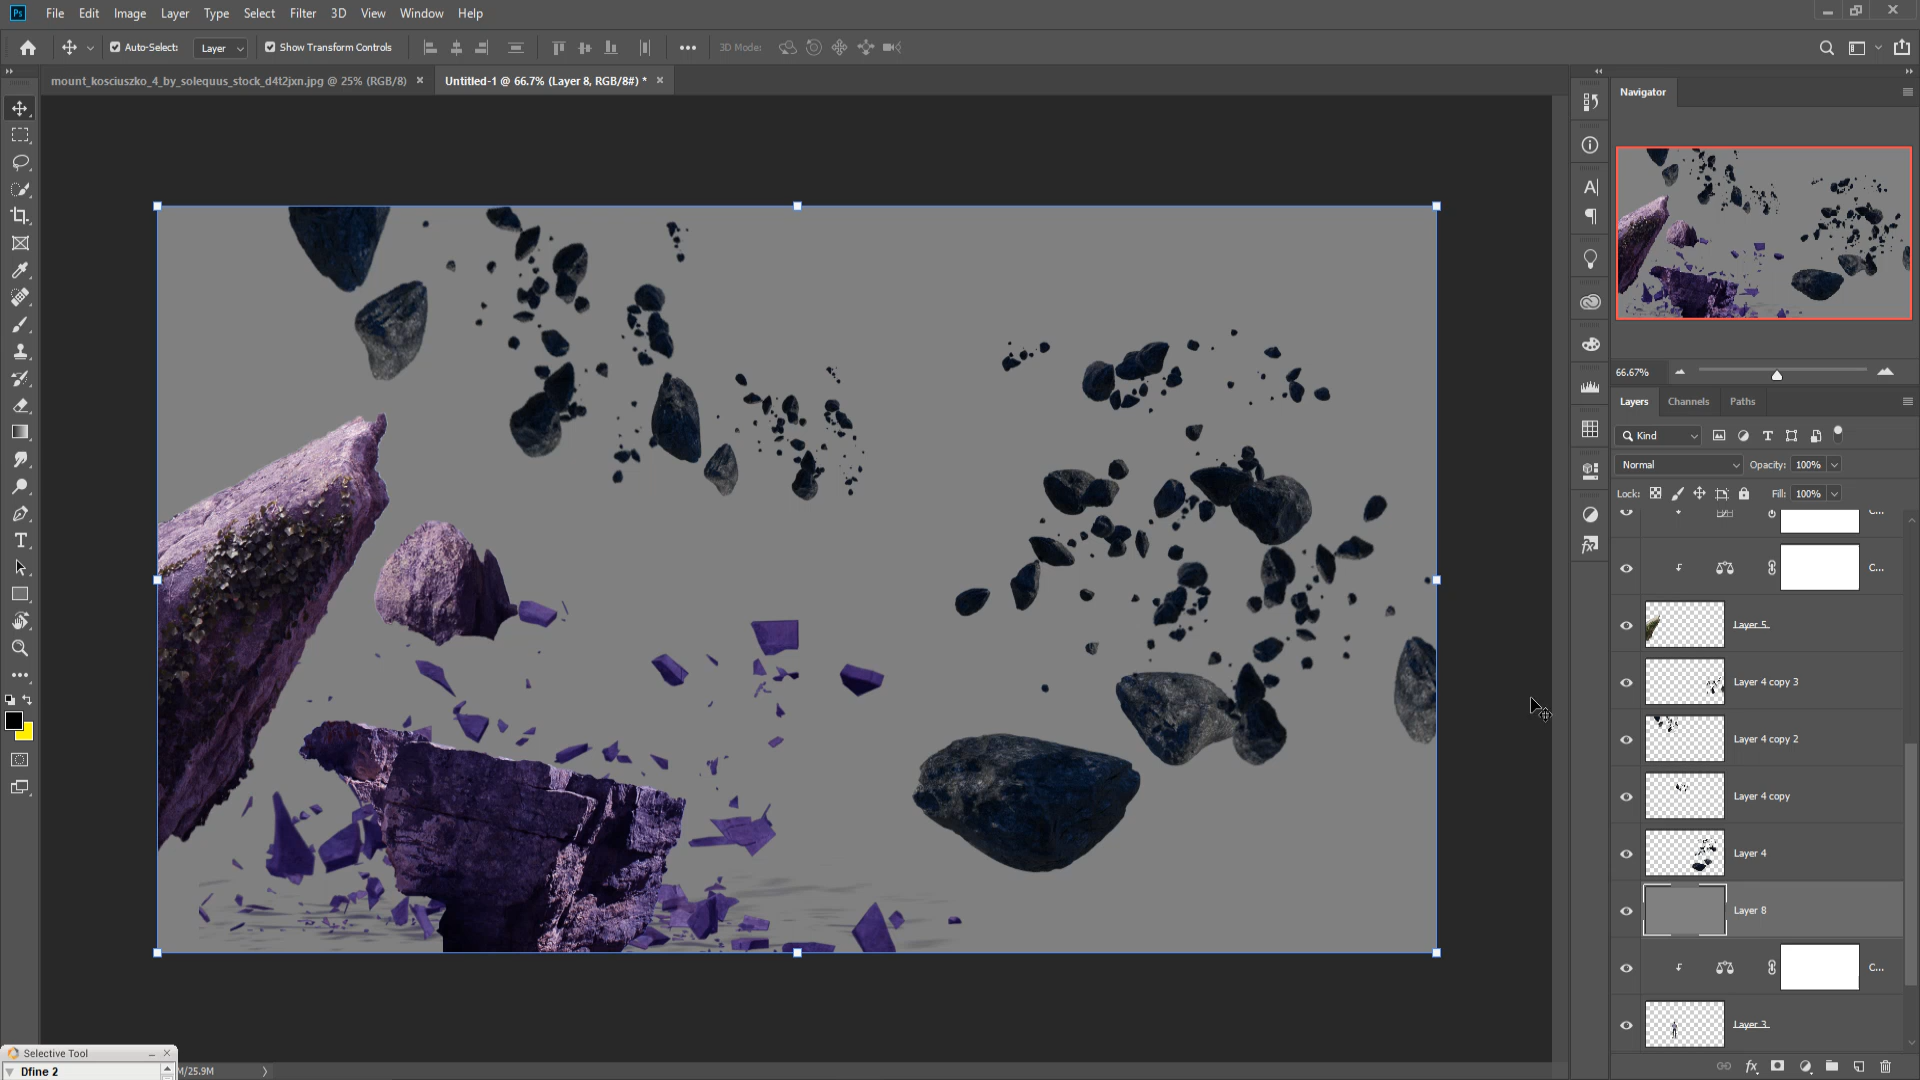 Ps File Edit Image Layer Type Select Filter 3D View Window Help
Auto-Select: Layer Show Transform Controls 3D Mode:
mount_kosciuszko_4_by_solequus_stock_d4t2jxn.jpg @ 25% (RGB/8) × Untitled-1 @ 66.7% (Layer 8, RGB/8#) * ×
Navigator
66.67%
Layers Channels Paths
Kind
Normal Opacity: 100%
Lock: Fill: 100%
C...
C...
Layer 5
Layer 4 copy 3
Layer 4 copy 2
Layer 4 copy
Layer 4
Layer 8
C...
Layer 3
Selective Tool
Dfine 2
M/25.9M